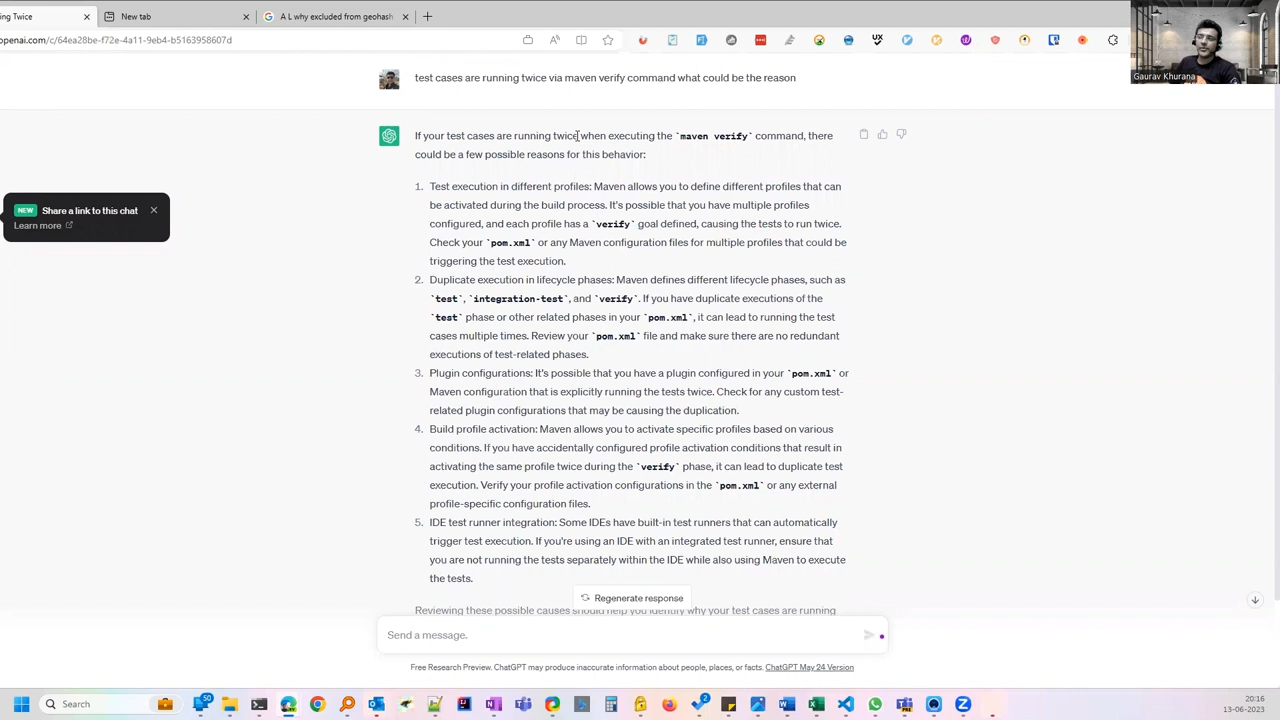 ng Twice
New tab
A L why excluded from geohash
openai.com/c/64ea28be-f72e-4a11-9eb4-b5163958607d
UX
Gaurav Khurana
test cases are running twice via maven verify command what could be the reason
If your test cases are running twice when executing the `maven verify` command, there
could be a few possible reasons for this behavior:
NEW Share a link to this chat
Learn more
1. Test execution in different profiles: Maven allows you to define different profiles that can
be activated during the build process. It's possible that you have multiple profiles
configured, and each profile has a `verify` goal defined, causing the tests to run twice.
Check your `pom.xml` or any Maven configuration files for multiple profiles that could be
triggering the test execution.
2. Duplicate execution in lifecycle phases: Maven defines different lifecycle phases, such as
`test`, `integration-test`, and `verify`. If you have duplicate executions of the
`test` phase or other related phases in your `pom.xml`, it can lead to running the test
cases multiple times. Review your `pom.xml` file and make sure there are no redundant
executions of test-related phases.
3. Plugin configurations: It's possible that you have a plugin configured in your `pom.xml` or
Maven configuration that is explicitly running the tests twice. Check for any custom test-
related plugin configurations that may be causing the duplication.
4. Build profile activation: Maven allows you to activate specific profiles based on various
conditions. If you have accidentally configured profile activation conditions that result in
activating the same profile twice during the `verify` phase, it can lead to duplicate test
execution. Verify your profile activation configurations in the `pom.xml` or any external
profile-specific configuration files.
5. IDE test runner integration: Some IDEs have built-in test runners that can automatically
trigger test execution. If you're using an IDE with an integrated test runner, ensure that
you are not running the tests separately within the IDE while also using Maven to execute
the tests.
Regenerate response
Reviewing these possible causes should help you identify why your test cases are running
Send a message.
Free Research Preview. ChatGPT may produce inaccurate information about people, places, or facts. ChatGPT May 24 Version
Search
20:16
13-06-2023